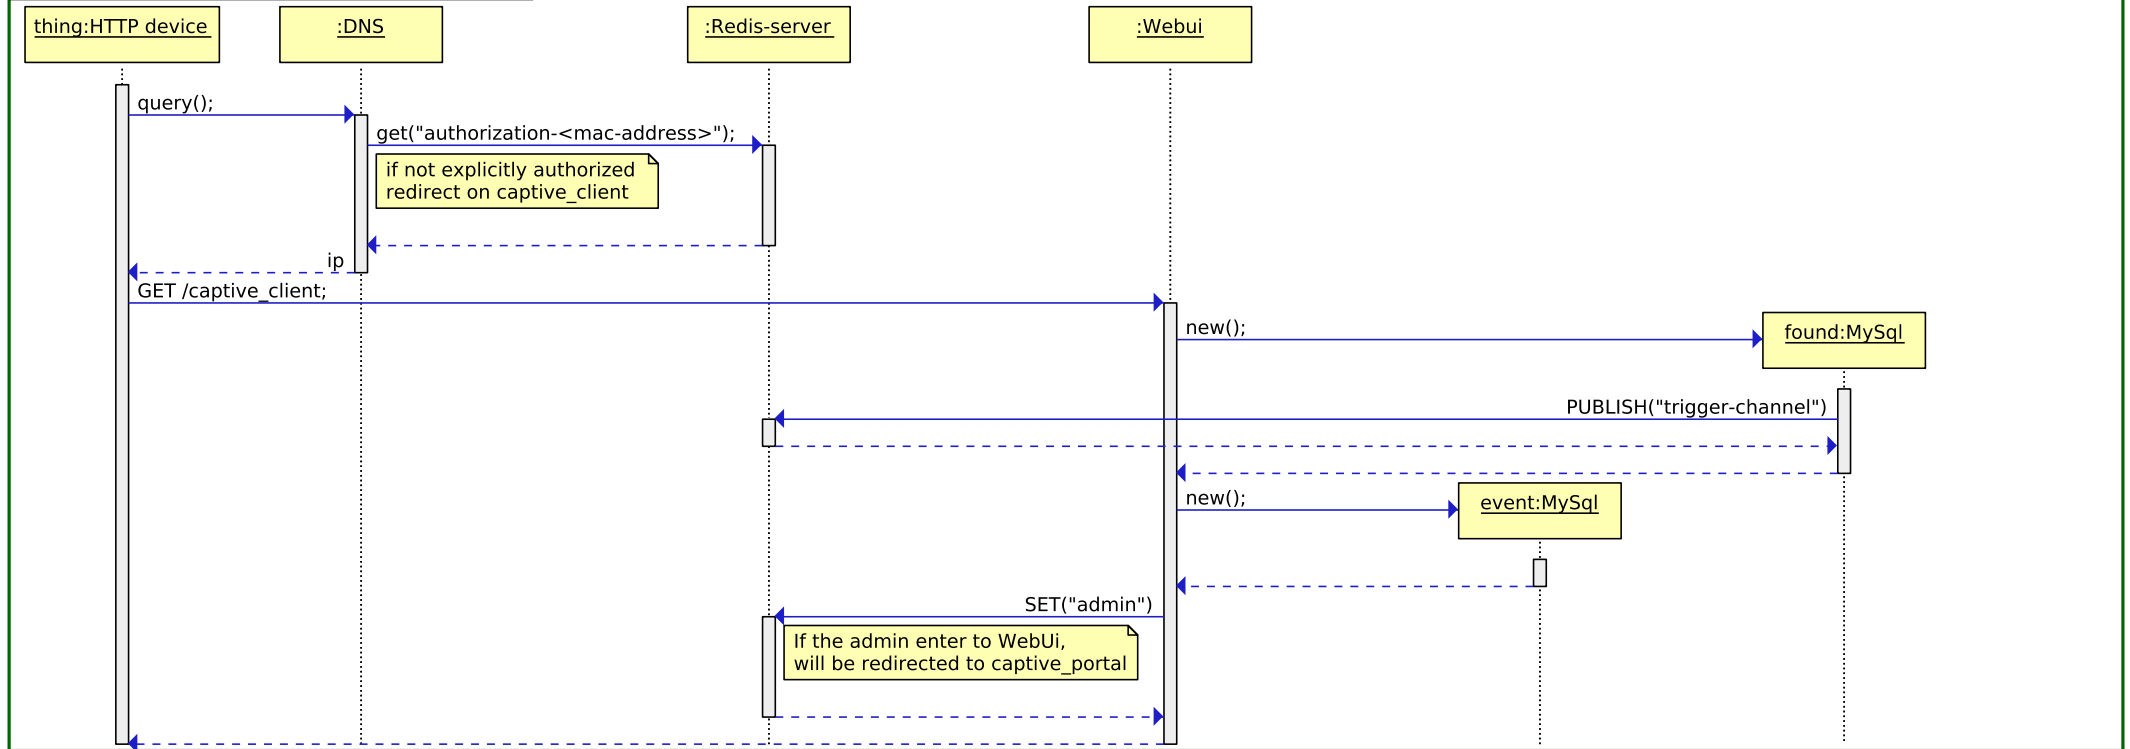 thing:HTTP device
:DNS
:Redis-server
:Webui
query();
get("authorization-<mac-address>");
if not explicitly authorized
redirect on captive_client
ip
GET /captive_client;
new();
found:MySql
PUBLISH("trigger-channel")
new();
event:MySql
SET("admin")
If the admin enter to WebUi,
will be redirected to captive_portal